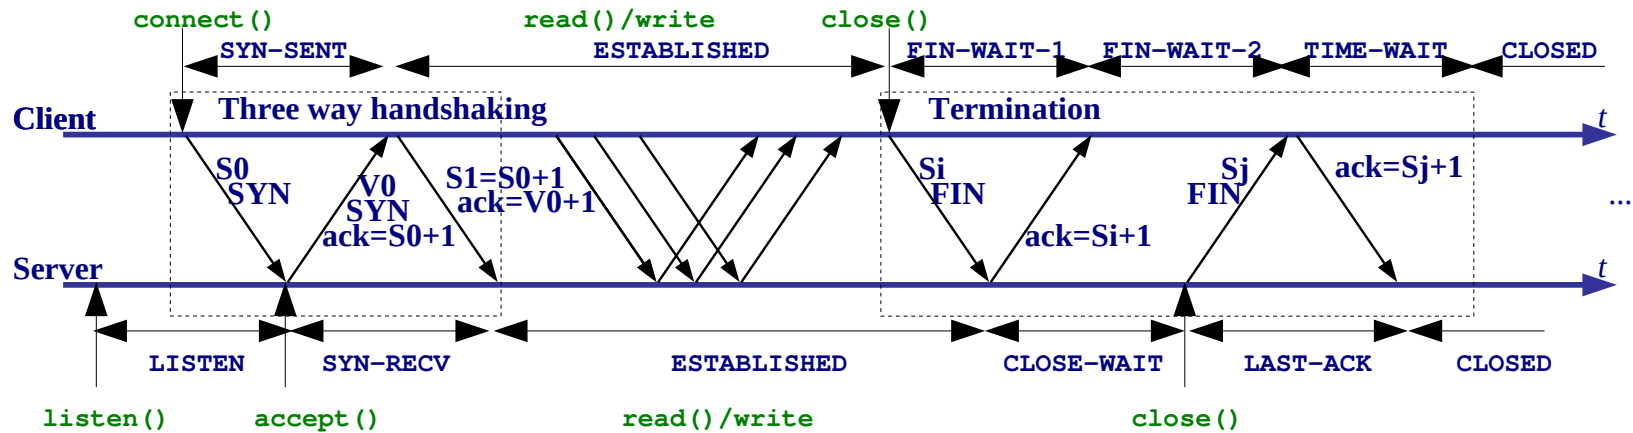 connect() read()/write close()
SYN-SENT ESTABLISHED FIN-WAIT-1 FIN-WAIT-2 TIME-WAIT CLOSED
Three way handshaking Termination
Client t
S0
SYN
V0
SYN
ack=S0+1
S1=S0+1
ack=V0+1
Si
FIN
ack=Si+1
Sj
FIN
ack=Sj+1
...
Server t
LISTEN SYN-RECV ESTABLISHED CLOSE-WAIT LAST-ACK CLOSED
listen() accept() read()/write close()